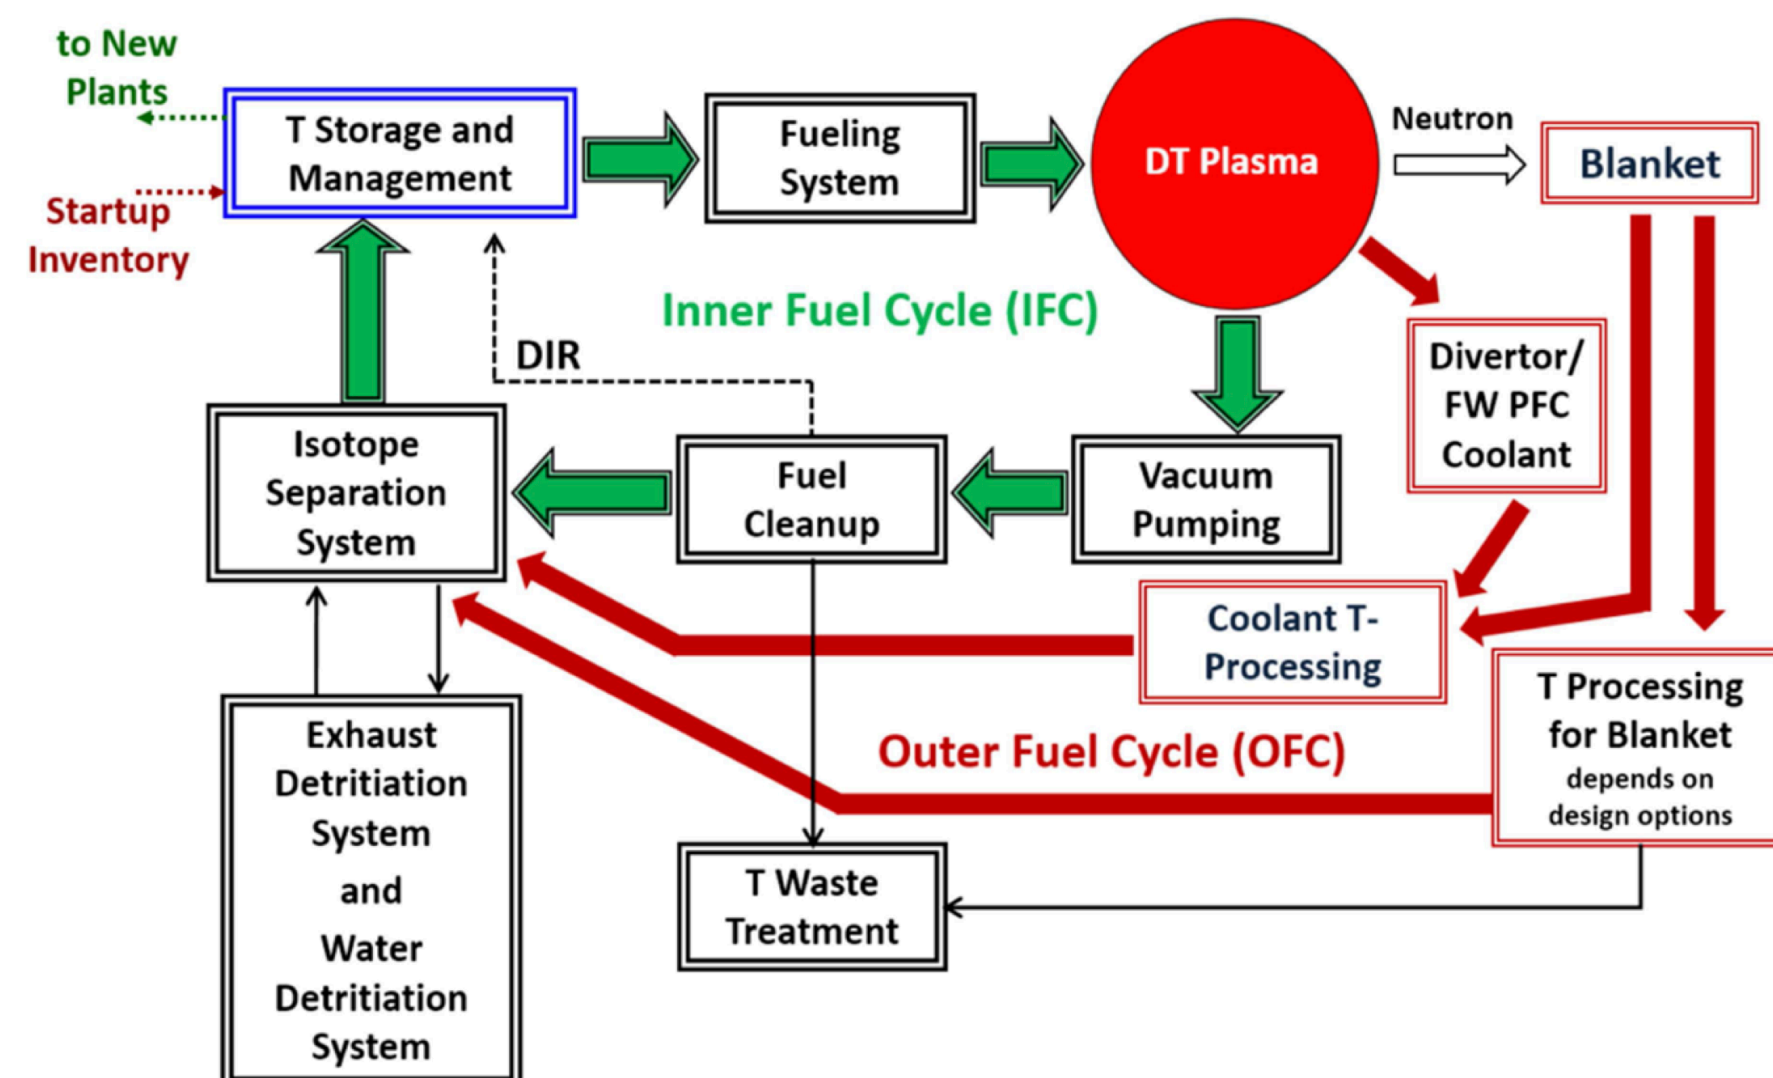 to New
Plants
T Storage and
Management
Startup
Inventory
Fueling
System
DT Plasma
Neutron
Blanket
Inner Fuel Cycle (IFC)
DIR
Divertor/
FW PFC
Coolant
Isotope
Separation
System
Fuel
Cleanup
Vacuum
Pumping
Coolant T-
Processing
T Processing
for Blanket
depends on
design options
Outer Fuel Cycle (OFC)
Exhaust
Detritiation
System
and
Water
Detritiation
System
T Waste
Treatment